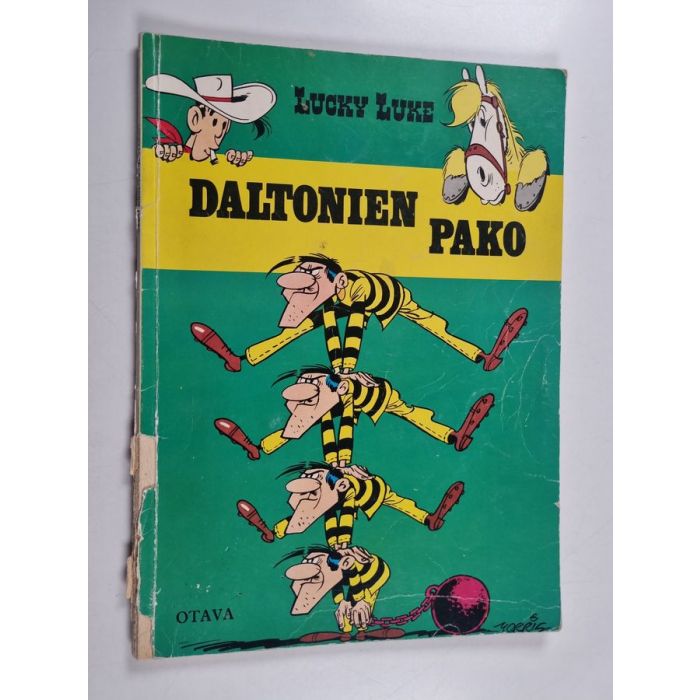 LUCKY LUKE
DALTONIEN
PAKO
OTAVA
MORRIS